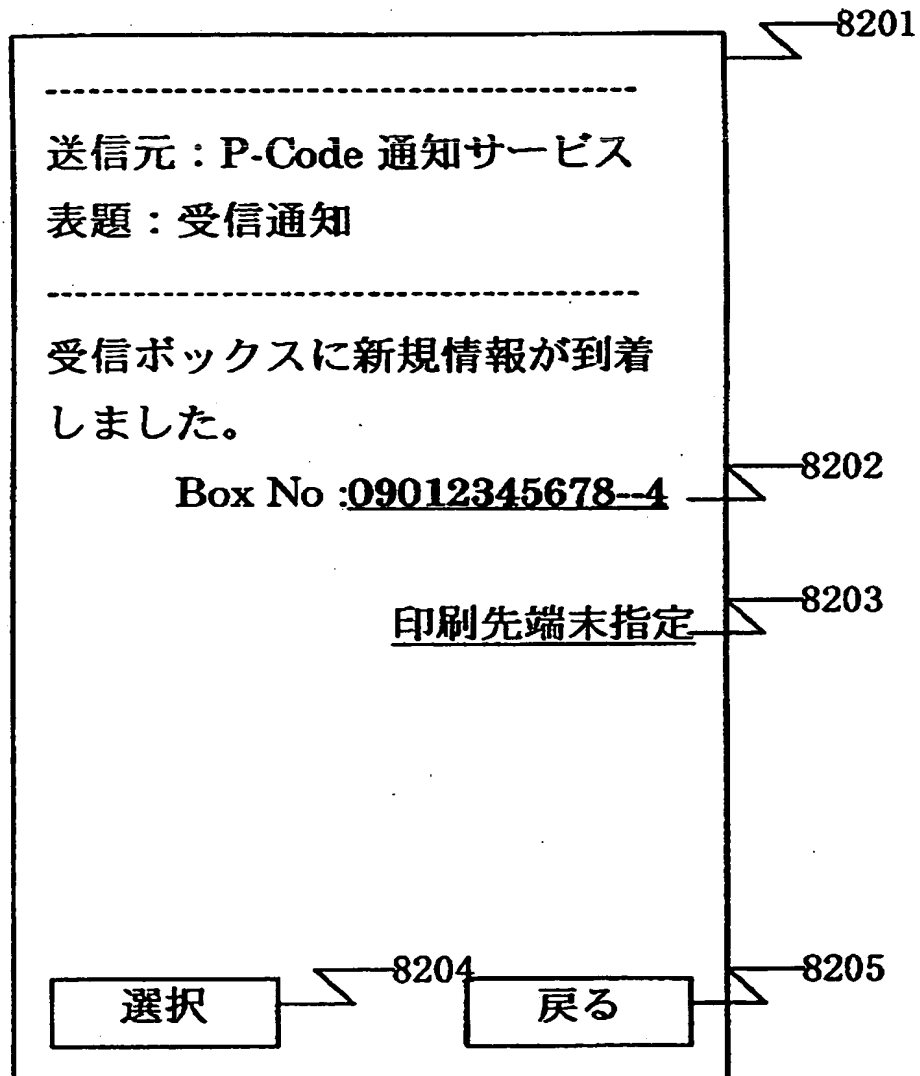 8201
送信元：P-Code 通知サービス
表題：受信通知
受信ボックスに新規情報が到着
しました。
Box No :09012345678--4
8202
印刷先端末指定
8203
選択
8204
戻る
8205